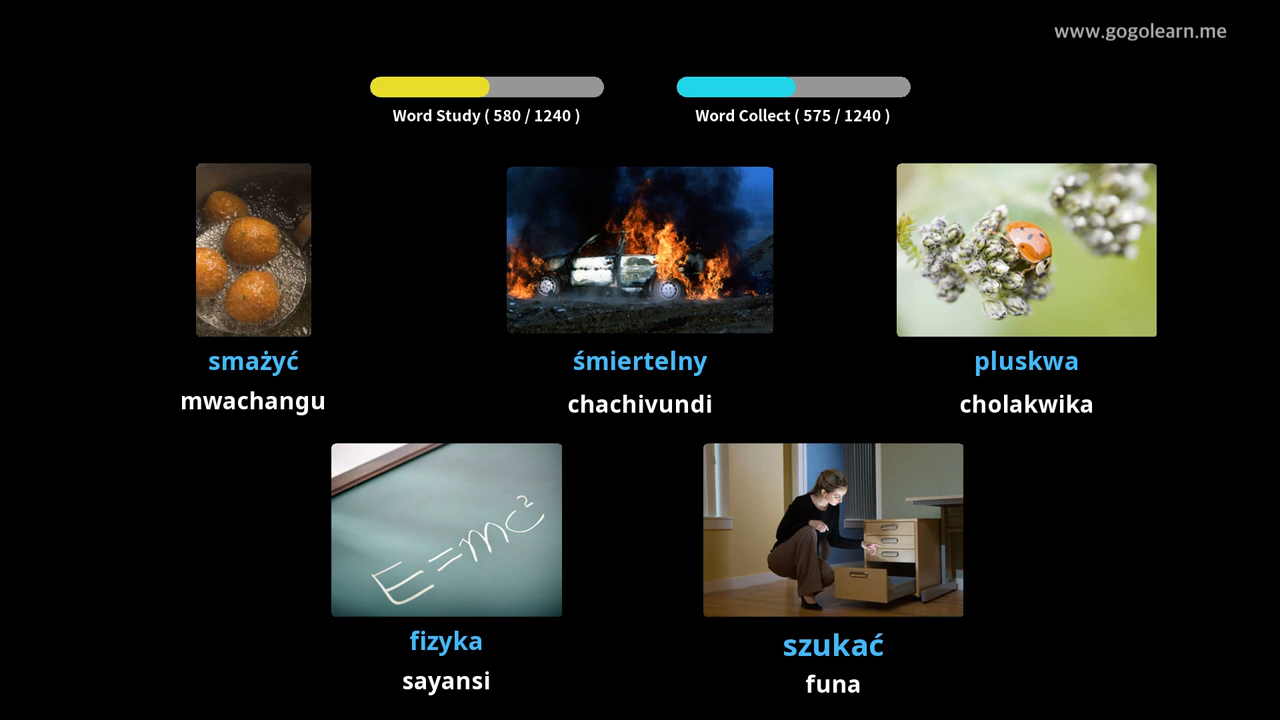 www.gogolearn.me
Word Study ( 580 / 1240 )
Word Collect ( 575 / 1240 )
smażyć
mwachangu
śmiertelny
chachivundi
pluskwa
cholakwika
E=mc²
fizyka
sayansi
szukać
funa